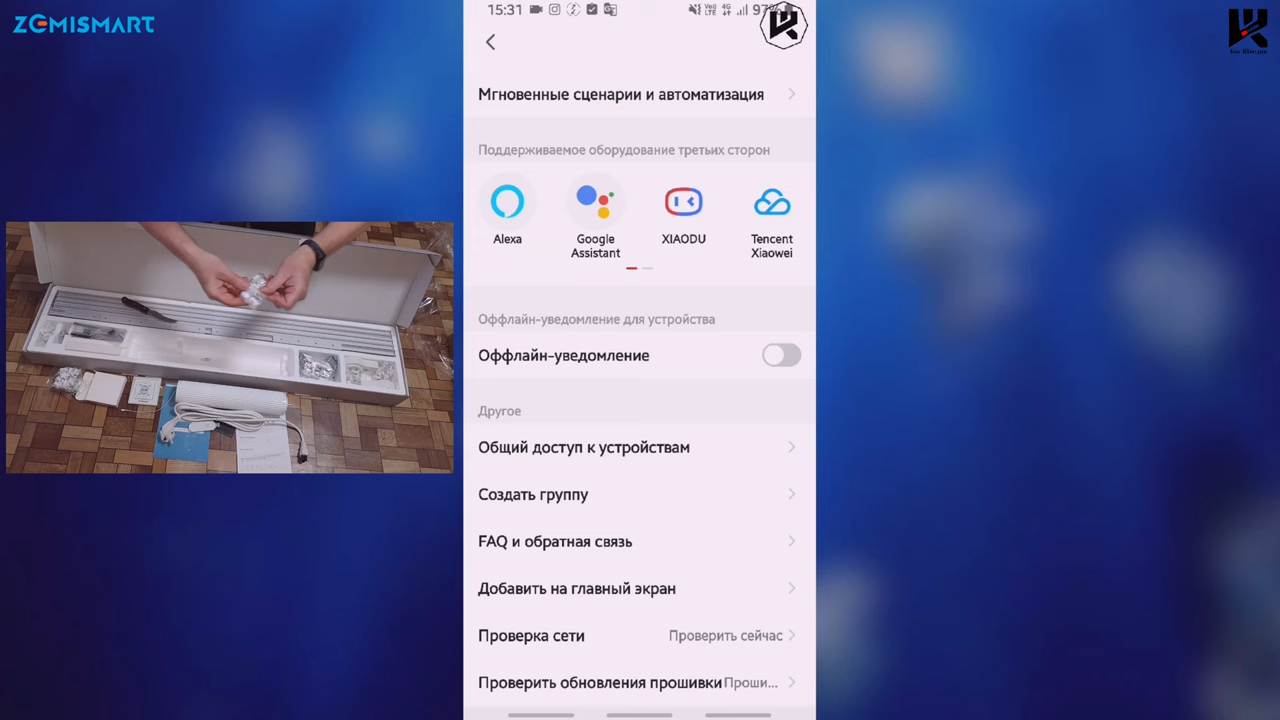 ZEMISMART
15:31
97%
Мгновенные сценарии и автоматизация
Поддерживаемое оборудование третьих сторон
Alexa
Google
Assistant
XIAODU
Tencent
Xiaowei
Оффлайн-уведомление для устройства
Оффлайн-уведомление
Другое
Общий доступ к устройствам
Создать группу
FAQ и обратная связь
Добавить на главный экран
Проверка сети Проверить сейчас
Проверить обновления прошивки Проши...